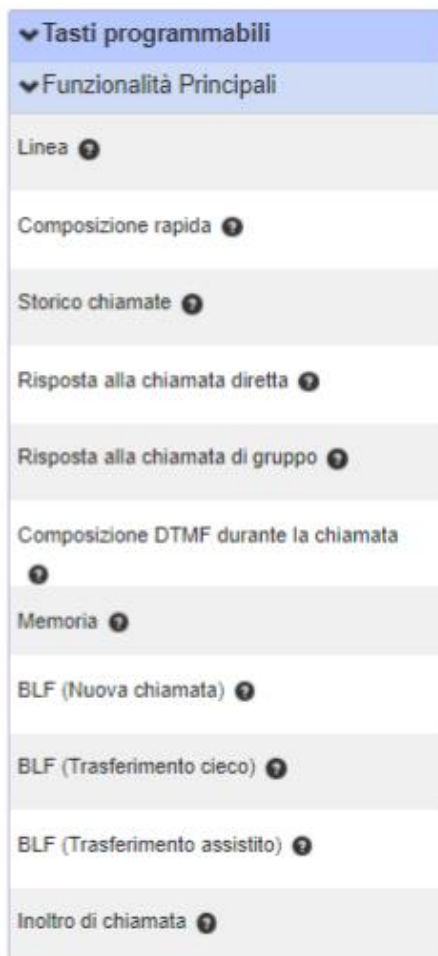 Tasti programmabili
Funzionalità Principali
Linea
Composizione rapida
Storico chiamate
Risposta alla chiamata diretta
Risposta alla chiamata di gruppo
Composizione DTMF durante la chiamata
Memoria
BLF (Nuova chiamata)
BLF (Trasferimento cieco)
BLF (Trasferimento assistito)
Inoltro di chiamata